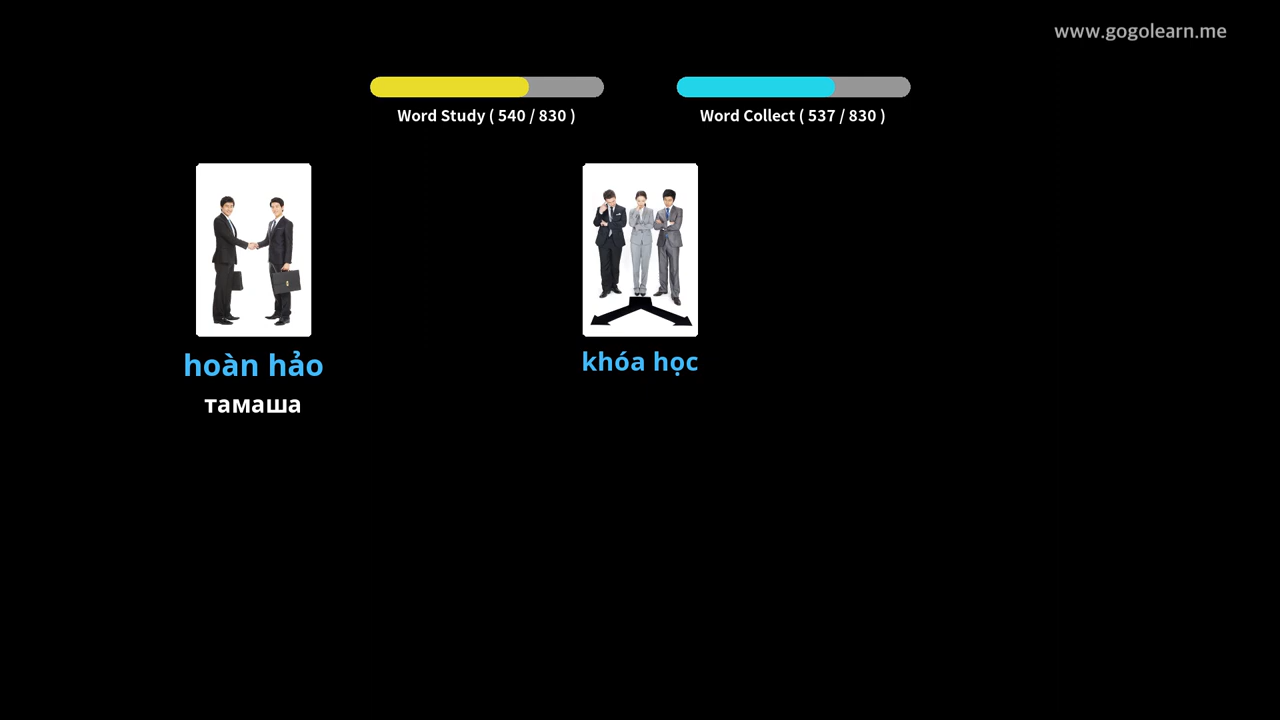 www.gogolearn.me
Word Study ( 540 / 830 )
Word Collect ( 537 / 830 )
hoàn hảo
тамаша
khóa học